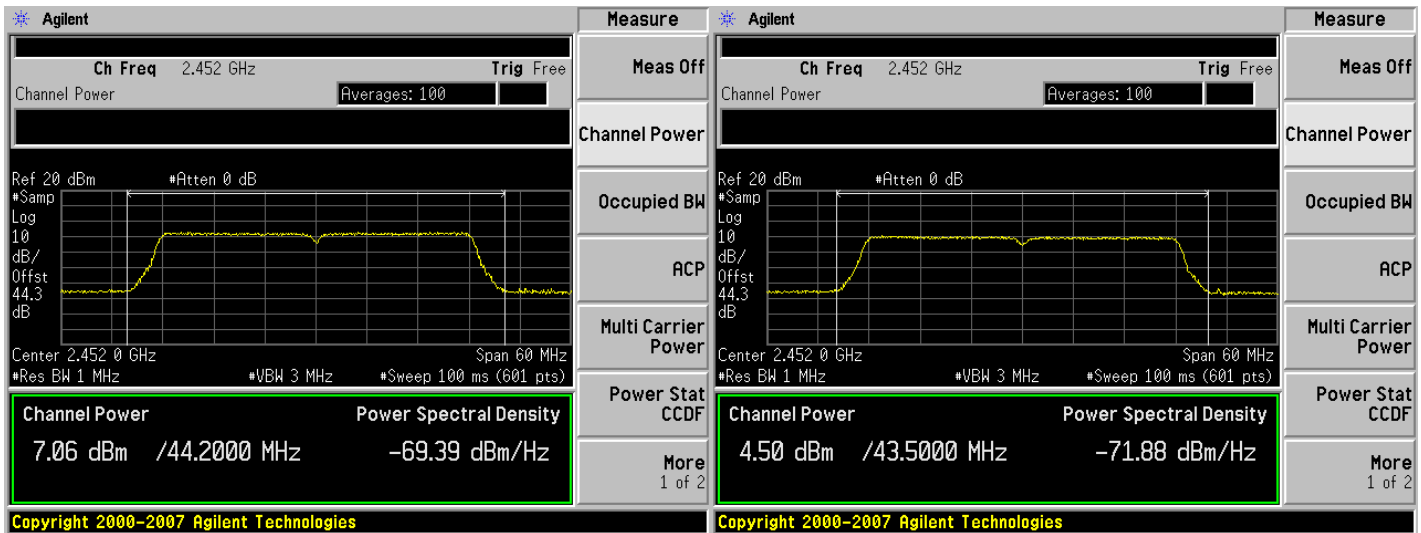 Agilent
Measure
Ch Freq 2.452 GHz Trig Free
Meas Off
Channel Power Averages: 100
Channel Power
Ref 20 dBm #Atten 0 dB
#Samp
Log
10
dB/
Offst
44.3
dB
Occupied BW
ACP
Multi Carrier
Power
Center 2.452 0 GHz Span 60 MHz
#Res BW 1 MHz #VBW 3 MHz #Sweep 100 ms (601 pts)
Power Stat
CCDF
Channel Power Power Spectral Density
7.06 dBm /44.2000 MHz -69.39 dBm/Hz
More
1 of 2
Copyright 2000-2007 Agilent Technologies
Agilent
Measure
Ch Freq 2.452 GHz Trig Free
Meas Off
Channel Power Averages: 100
Channel Power
Ref 20 dBm #Atten 0 dB
#Samp
Log
10
dB/
Offst
44.3
dB
Occupied BW
ACP
Multi Carrier
Power
Center 2.452 0 GHz Span 60 MHz
#Res BW 1 MHz #VBW 3 MHz #Sweep 100 ms (601 pts)
Power Stat
CCDF
Channel Power Power Spectral Density
4.50 dBm /43.5000 MHz -71.88 dBm/Hz
More
1 of 2
Copyright 2000-2007 Agilent Technologies